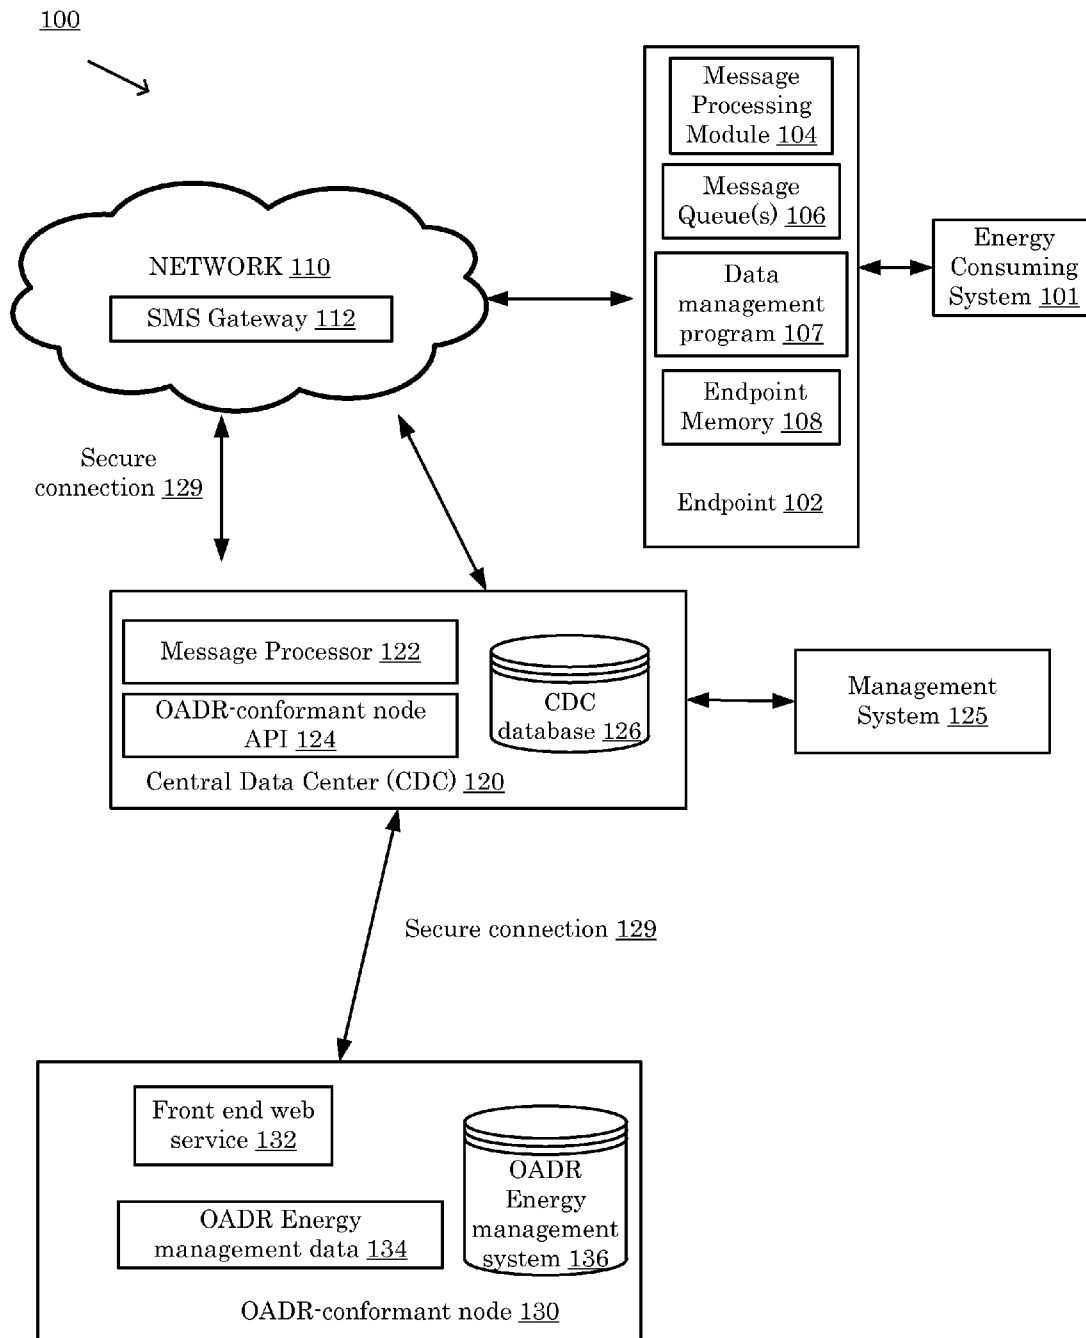 100
Message
Processing
Module 104
Message
Queue(s) 106
Data
management
program 107
Endpoint
Memory 108
Endpoint 102
Energy
Consuming
System 101
NETWORK 110
SMS Gateway 112
Secure
connection 129
Message Processor 122
OADR-conformant node
API 124
CDC
database 126
Central Data Center (CDC) 120
Management
System 125
Secure connection 129
Front end web
service 132
OADR Energy
management data 134
OADR
Energy
management
system 136
OADR-conformant node 130